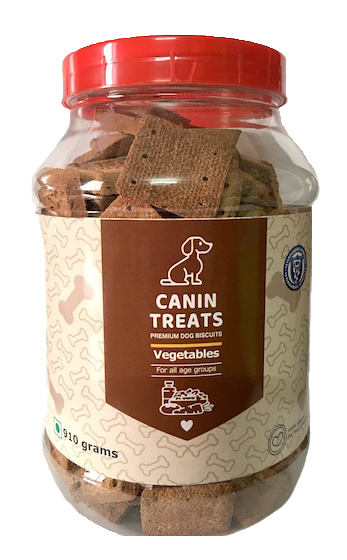 CANIN
TREATS
PREMIUM DOG BISCUITS
Vegetables
For all age groups
910 grams